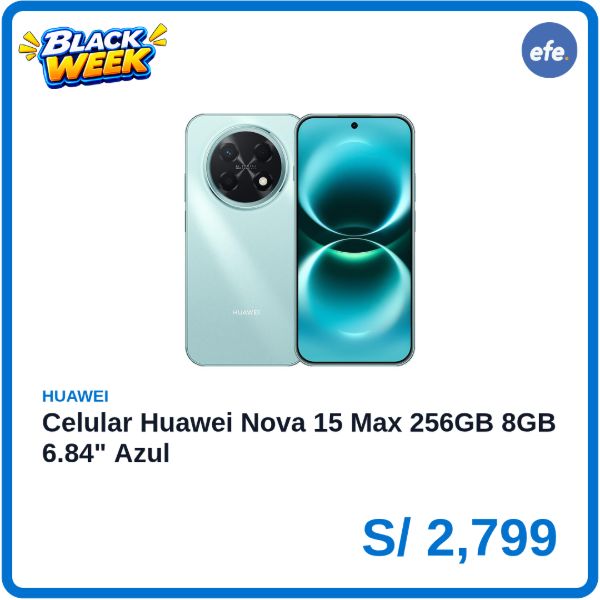 BLACK
WEEK
efe.
HUAWEI
HUAWEI
Celular Huawei Nova 15 Max 256GB 8GB
6.84" Azul
S/ 2,799